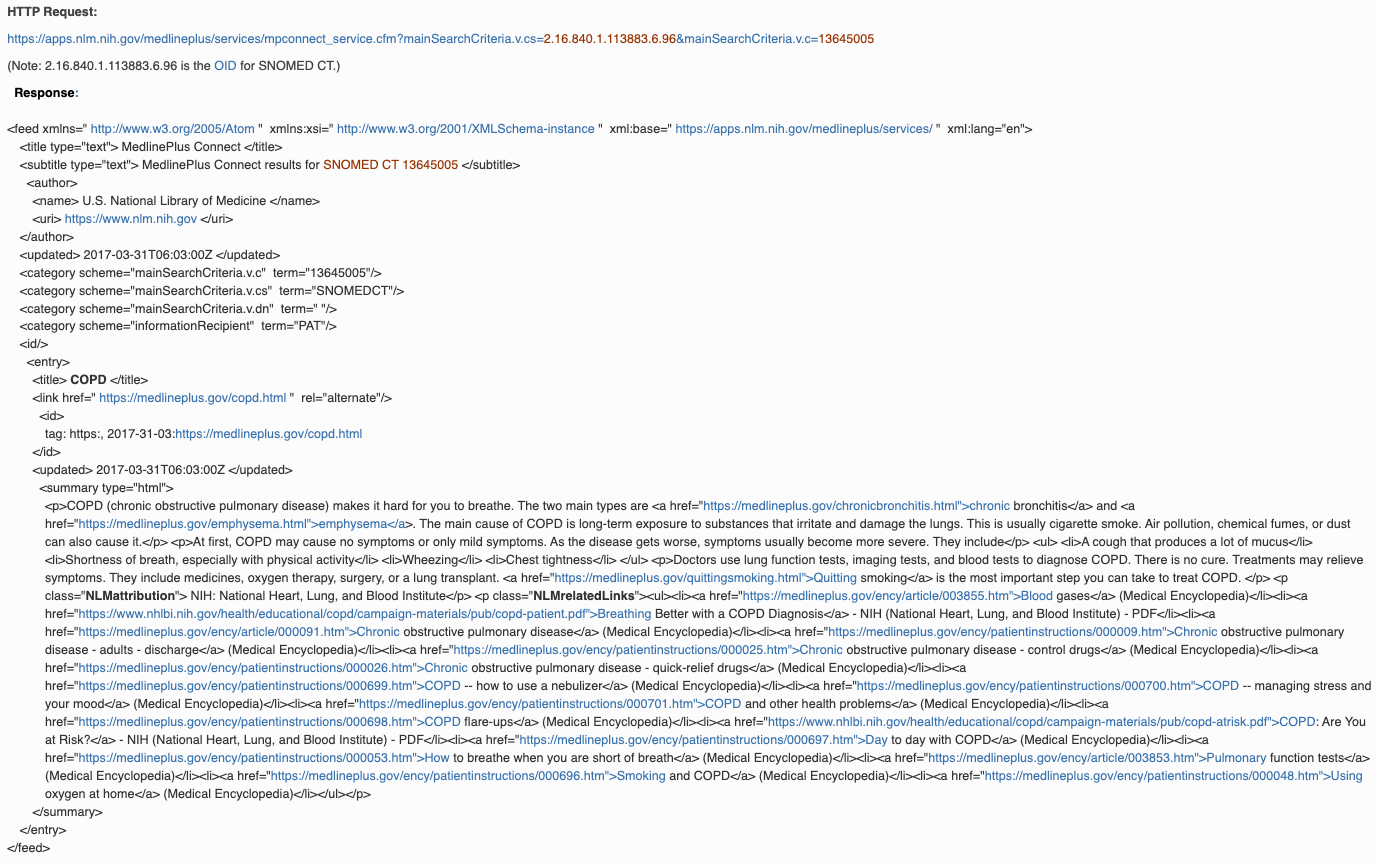 HTTP Request:
https://apps.nlm.nih.gov/medlineplus/services/mpconnect_service.cfm?mainSearchCriteria.v.cs=2.16.840.1.113883.6.96&mainSearchCriteria.v.c=13645005
(Note: 2.16.840.1.113883.6.96 is the OID for SNOMED CT.)
Response:
<feed xmlns=" http://www.w3.org/2005/Atom "  xmlns:xsi=" http://www.w3.org/2001/XMLSchema-instance "  xml:base=" https://apps.nlm.nih.gov/medlineplus/services/ "  xml:lang="en">
<title type="text"> MedlinePlus Connect </title>
<subtitle type="text"> MedlinePlus Connect results for SNOMED CT 13645005 </subtitle>
<author>
<name> U.S. National Library of Medicine </name>
<uri> https://www.nlm.nih.gov </uri>
</author>
<updated> 2017-03-31T06:03:00Z </updated>
<category scheme="mainSearchCriteria.v.c"  term="13645005"/>
<category scheme="mainSearchCriteria.v.cs"  term="SNOMEDCT"/>
<category scheme="mainSearchCriteria.v.dn"  term=" "/>
<category scheme="informationRecipient"  term="PAT"/>
<id/>
<entry>
<title> COPD </title>
<link href=" https://medlineplus.gov/copd.html "  rel="alternate"/>
<id>
tag: https:, 2017-31-03:https://medlineplus.gov/copd.html
</id>
<updated> 2017-03-31T06:03:00Z </updated>
<summary type="html">
<p>COPD (chronic obstructive pulmonary disease) makes it hard for you to breathe. The two main types are <a href="https://medlineplus.gov/chronicbronchitis.html">chronic bronchitis</a> and <a
href="https://medlineplus.gov/emphysema.html">emphysema</a>. The main cause of COPD is long-term exposure to substances that irritate and damage the lungs. This is usually cigarette smoke. Air pollution, chemical fumes, or dust
can also cause it.</p> <p>At first, COPD may cause no symptoms or only mild symptoms. As the disease gets worse, symptoms usually become more severe. They include</p> <ul> <li>A cough that produces a lot of mucus</li>
<li>Shortness of breath, especially with physical activity</li> <li>Wheezing</li> <li>Chest tightness</li> </ul> <p>Doctors use lung function tests, imaging tests, and blood tests to diagnose COPD. There is no cure. Treatments may relieve
symptoms. They include medicines, oxygen therapy, surgery, or a lung transplant. <a href="https://medlineplus.gov/quittingsmoking.html">Quitting smoking</a> is the most important step you can take to treat COPD. </p> <p
class="NLMattribution"> NIH: National Heart, Lung, and Blood Institute</p> <p class="NLMrelatedLinks"><ul><li><a href="https://medlineplus.gov/ency/article/003855.htm">Blood gases</a> (Medical Encyclopedia)</li><li><a
href="https://www.nhlbi.nih.gov/health/educational/copd/campaign-materials/pub/copd-patient.pdf">Breathing Better with a COPD Diagnosis</a> - NIH (National Heart, Lung, and Blood Institute) - PDF</li><li><a
href="https://medlineplus.gov/ency/article/000091.htm">Chronic obstructive pulmonary disease</a> (Medical Encyclopedia)</li><li><a href="https://medlineplus.gov/ency/patientinstructions/000009.htm">Chronic obstructive pulmonary
disease - adults - discharge</a> (Medical Encyclopedia)</li><li><a href="https://medlineplus.gov/ency/patientinstructions/000025.htm">Chronic obstructive pulmonary disease - control drugs</a> (Medical Encyclopedia)</li><li><a
href="https://medlineplus.gov/ency/patientinstructions/000026.htm">Chronic obstructive pulmonary disease - quick-relief drugs</a> (Medical Encyclopedia)</li><li><a
href="https://medlineplus.gov/ency/patientinstructions/000699.htm">COPD -- how to use a nebulizer</a> (Medical Encyclopedia)</li><li><a href="https://medlineplus.gov/ency/patientinstructions/000700.htm">COPD -- managing stress and
your mood</a> (Medical Encyclopedia)</li><li><a href="https://medlineplus.gov/ency/patientinstructions/000701.htm">COPD and other health problems</a> (Medical Encyclopedia)</li><li><a
href="https://medlineplus.gov/ency/patientinstructions/000698.htm">COPD flare-ups</a> (Medical Encyclopedia)</li><li><a href="https://www.nhlbi.nih.gov/health/educational/copd/campaign-materials/pub/copd-atrisk.pdf">COPD: Are You
at Risk?</a> - NIH (National Heart, Lung, and Blood Institute) - PDF</li><li><a href="https://medlineplus.gov/ency/patientinstructions/000697.htm">Day to day with COPD</a> (Medical Encyclopedia)</li><li><a
href="https://medlineplus.gov/ency/patientinstructions/000053.htm">How to breathe when you are short of breath</a> (Medical Encyclopedia)</li><li><a href="https://medlineplus.gov/ency/article/003853.htm">Pulmonary function tests</a>
(Medical Encyclopedia)</li><li><a href="https://medlineplus.gov/ency/patientinstructions/000696.htm">Smoking and COPD</a> (Medical Encyclopedia)</li><li><a href="https://medlineplus.gov/ency/patientinstructions/000048.htm">Using
oxygen at home</a> (Medical Encyclopedia)</li></ul></p>
</summary>
</entry>
</feed>